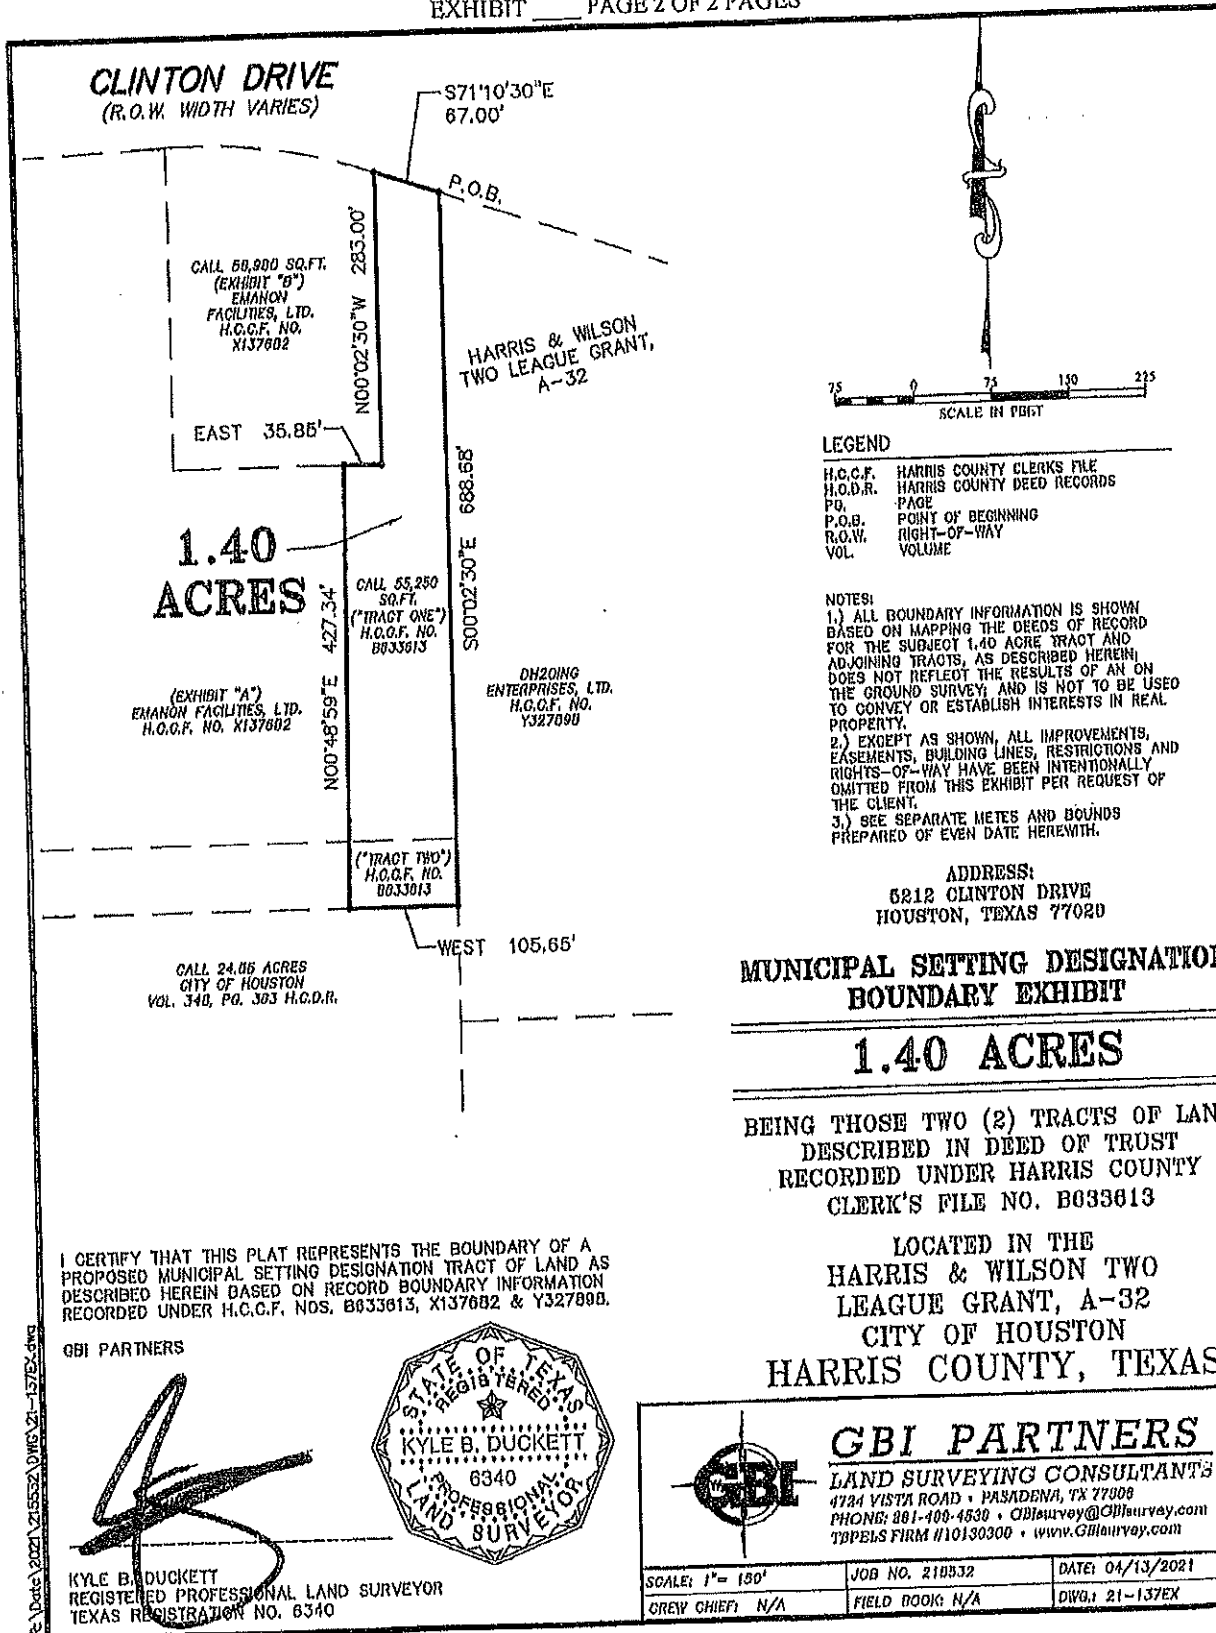 EXHIBIT ___ PAGE 2 OF 2 PAGES
CLINTON DRIVE
(R.O.W. WIDTH VARIES)
S71°10'30"E
67.00'
P.O.B.
CALL 58,900 SQ.FT.
(EXHIBIT "B")
EMANON
FACILITIES, LTD.
H.C.C.F. NO.
X137602
N00°02'30"W 283.00'
HARRIS & WILSON
TWO LEAGUE GRANT,
A-32
EAST 35.85'
1.40
ACRES
CALL 55,250
SQ.FT.
("TRACT ONE")
H.C.C.F. NO.
B633613
S00°02'30"E 688.68'
N00°48'59"E 427.34'
(EXHIBIT "A")
EMANON FACILITIES, LTD.
H.C.C.F. NO. X137602
ENTERPRISES, LTD.
H.C.C.F. NO.
Y327898
("TRACT TWO")
H.C.C.F. NO.
B633613
WEST 105.65'
CALL 24.06 ACRES
CITY OF HOUSTON
VOL. 340, PG. 303 H.C.D.R.
75 0 75 150 225
SCALE IN FEET
LEGEND
H.C.C.F. HARRIS COUNTY CLERKS FILE
H.C.D.R. HARRIS COUNTY DEED RECORDS
PG. PAGE
P.O.B. POINT OF BEGINNING
R.O.W. RIGHT-OF-WAY
VOL. VOLUME
NOTES:
1.) ALL BOUNDARY INFORMATION IS SHOWN
BASED ON MAPPING THE DEEDS OF RECORD
FOR THE SUBJECT 1.40 ACRE TRACT AND
ADJOINING TRACTS, AS DESCRIBED HEREIN;
DOES NOT REFLECT THE RESULTS OF AN ON
THE GROUND SURVEY; AND IS NOT TO BE USED
TO CONVEY OR ESTABLISH INTERESTS IN REAL
PROPERTY.
2.) EXCEPT AS SHOWN, ALL IMPROVEMENTS,
EASEMENTS, BUILDING LINES, RESTRICTIONS AND
RIGHTS-OF-WAY HAVE BEEN INTENTIONALLY
OMITTED FROM THIS EXHIBIT PER REQUEST OF
THE CLIENT.
3.) SEE SEPARATE METES AND BOUNDS
PREPARED OF EVEN DATE HEREWITH.
ADDRESS:
5212 CLINTON DRIVE
HOUSTON, TEXAS 77020
MUNICIPAL SETTING DESIGNATION
BOUNDARY EXHIBIT
1.40 ACRES
BEING THOSE TWO (2) TRACTS OF LAN
DESCRIBED IN DEED OF TRUST
RECORDED UNDER HARRIS COUNTY
CLERK'S FILE NO. B633613
LOCATED IN THE
HARRIS & WILSON TWO
LEAGUE GRANT, A-32
CITY OF HOUSTON
HARRIS COUNTY, TEXAS
I CERTIFY THAT THIS PLAT REPRESENTS THE BOUNDARY OF A
PROPOSED MUNICIPAL SETTING DESIGNATION TRACT OF LAND AS
DESCRIBED HEREIN BASED ON RECORD BOUNDARY INFORMATION
RECORDED UNDER H.C.C.F. NOS. B633613, X137602 & Y327898.
GBI PARTNERS
STATE OF TEXAS
REGISTERED
KYLE B. DUCKETT
6340
PROFESSIONAL
LAND SURVEYOR
KYLE B. DUCKETT
REGISTERED PROFESSIONAL LAND SURVEYOR
TEXAS REGISTRATION NO. 6340
GBI
GBI PARTNERS
LAND SURVEYING CONSULTANTS
4724 VISTA ROAD • PASADENA, TX
PHONE: 281-499-4539 • GBIsurvey@GBIsurvey.com
TBPELS FIRM #10130300 • www.GBIsurvey.com
SCALE: 1"= 150'
JOB NO.
DATE: 04/13/2021
CREW CHIEF: N/A
FIELD BOOK: N/A
DWG.: 21-137EX